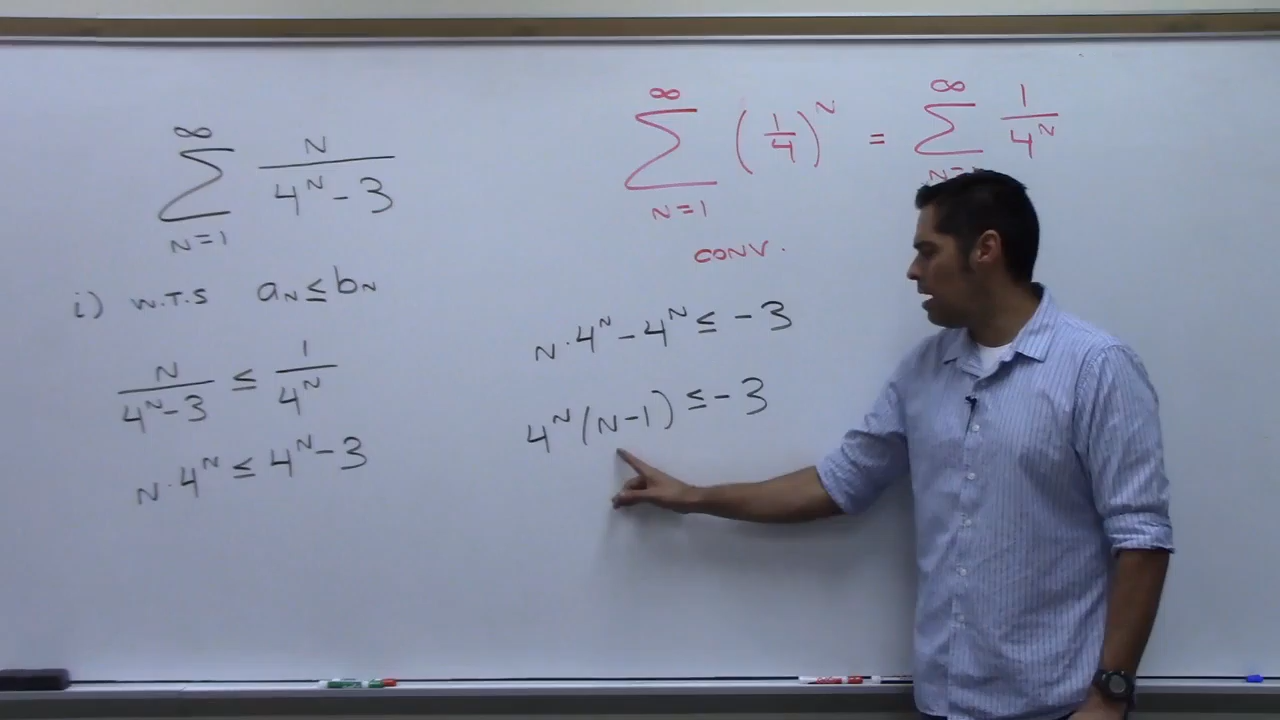 ∞
Σ N/(4^N - 3)
N=1
i) W.T.S a_N ≤ b_N
N/(4^N - 3) ≤ 1/4^N
N · 4^N ≤ 4^N - 3
∞ ∞
Σ (1/4)^N = Σ 1/4^N
N=1 N=
CONV.
N · 4^N - 4^N ≤ -3
4^N (N-1) ≤ -3